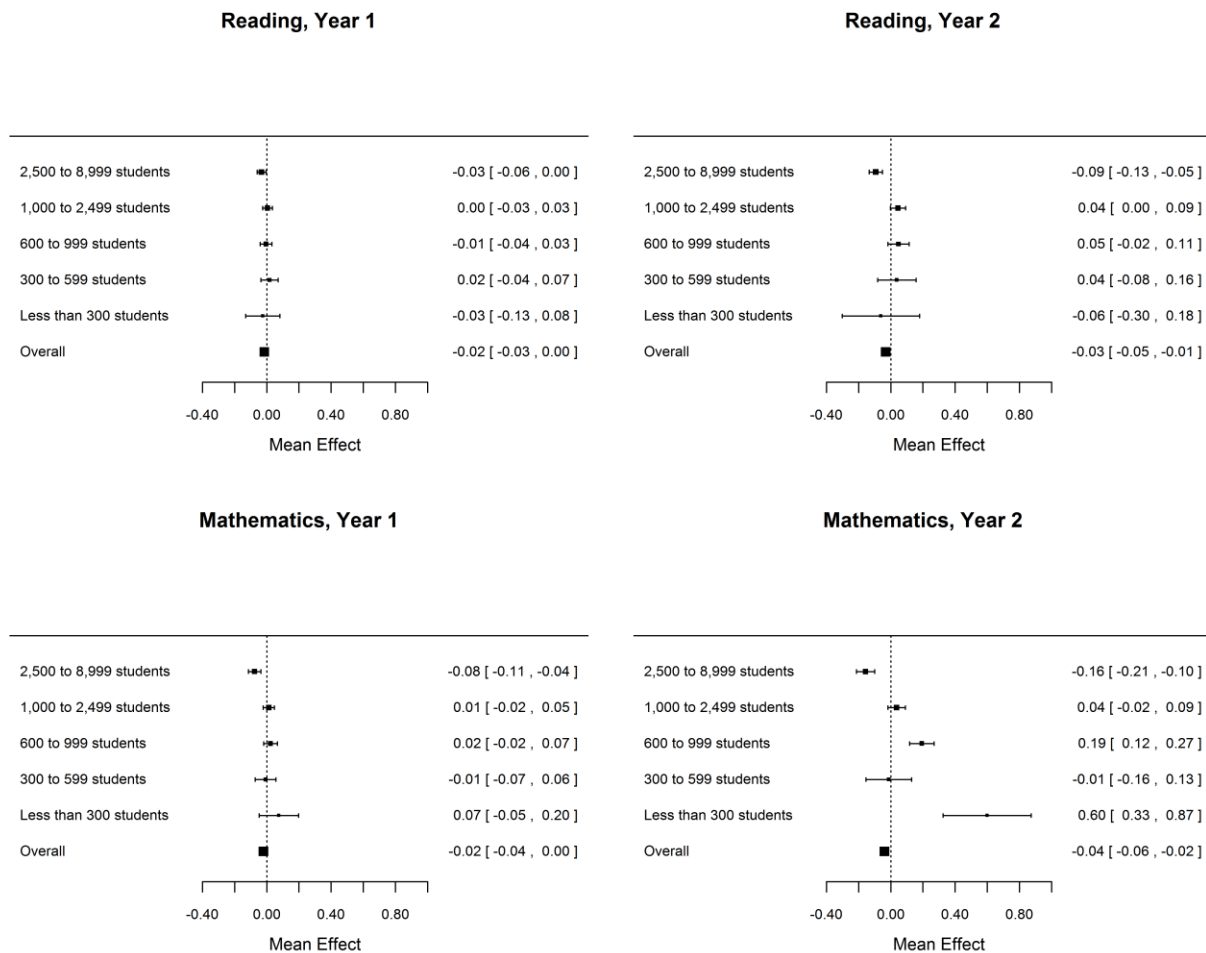 Reading, Year 1
2,500 to 8,999 students -0.03 [ -0.06 , 0.00 ]
1,000 to 2,499 students 0.00 [ -0.03 , 0.03 ]
600 to 999 students -0.01 [ -0.04 , 0.03 ]
300 to 599 students 0.02 [ -0.04 , 0.07 ]
Less than 300 students -0.03 [ -0.13 , 0.08 ]
Overall -0.02 [ -0.03 , 0.00 ]
-0.40 0.00 0.40 0.80
Mean Effect
Reading, Year 2
2,500 to 8,999 students -0.09 [ -0.13 , -0.05 ]
1,000 to 2,499 students 0.04 [ 0.00 , 0.09 ]
600 to 999 students 0.05 [ -0.02 , 0.11 ]
300 to 599 students 0.04 [ -0.08 , 0.16 ]
Less than 300 students -0.06 [ -0.30 , 0.18 ]
Overall -0.03 [ -0.05 , -0.01 ]
-0.40 0.00 0.40 0.80
Mean Effect
Mathematics, Year 1
2,500 to 8,999 students -0.08 [ -0.11 , -0.04 ]
1,000 to 2,499 students 0.01 [ -0.02 , 0.05 ]
600 to 999 students 0.02 [ -0.02 , 0.07 ]
300 to 599 students -0.01 [ -0.07 , 0.06 ]
Less than 300 students 0.07 [ -0.05 , 0.20 ]
Overall -0.02 [ -0.04 , 0.00 ]
-0.40 0.00 0.40 0.80
Mean Effect
Mathematics, Year 2
2,500 to 8,999 students -0.16 [ -0.21 , -0.10 ]
1,000 to 2,499 students 0.04 [ -0.02 , 0.09 ]
600 to 999 students 0.19 [ 0.12 , 0.27 ]
300 to 599 students -0.01 [ -0.16 , 0.13 ]
Less than 300 students 0.60 [ 0.33 , 0.87 ]
Overall -0.04 [ -0.06 , -0.02 ]
-0.40 0.00 0.40 0.80
Mean Effect